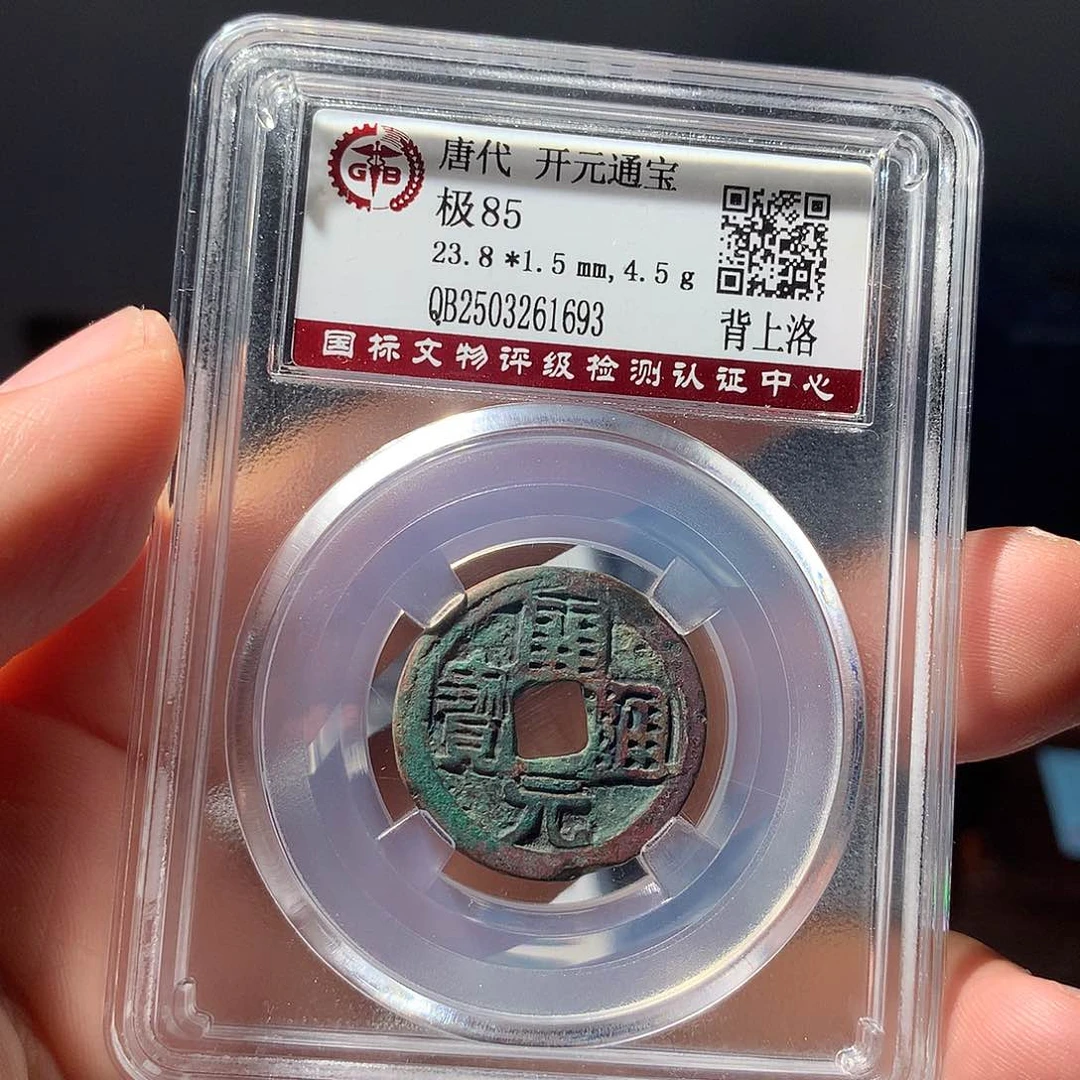 GB
唐代 开元通宝
极85
23.8*1.5mm,4.5g
QB2503261693
背上洛
国标文物评级检测认证中心
開元通寶